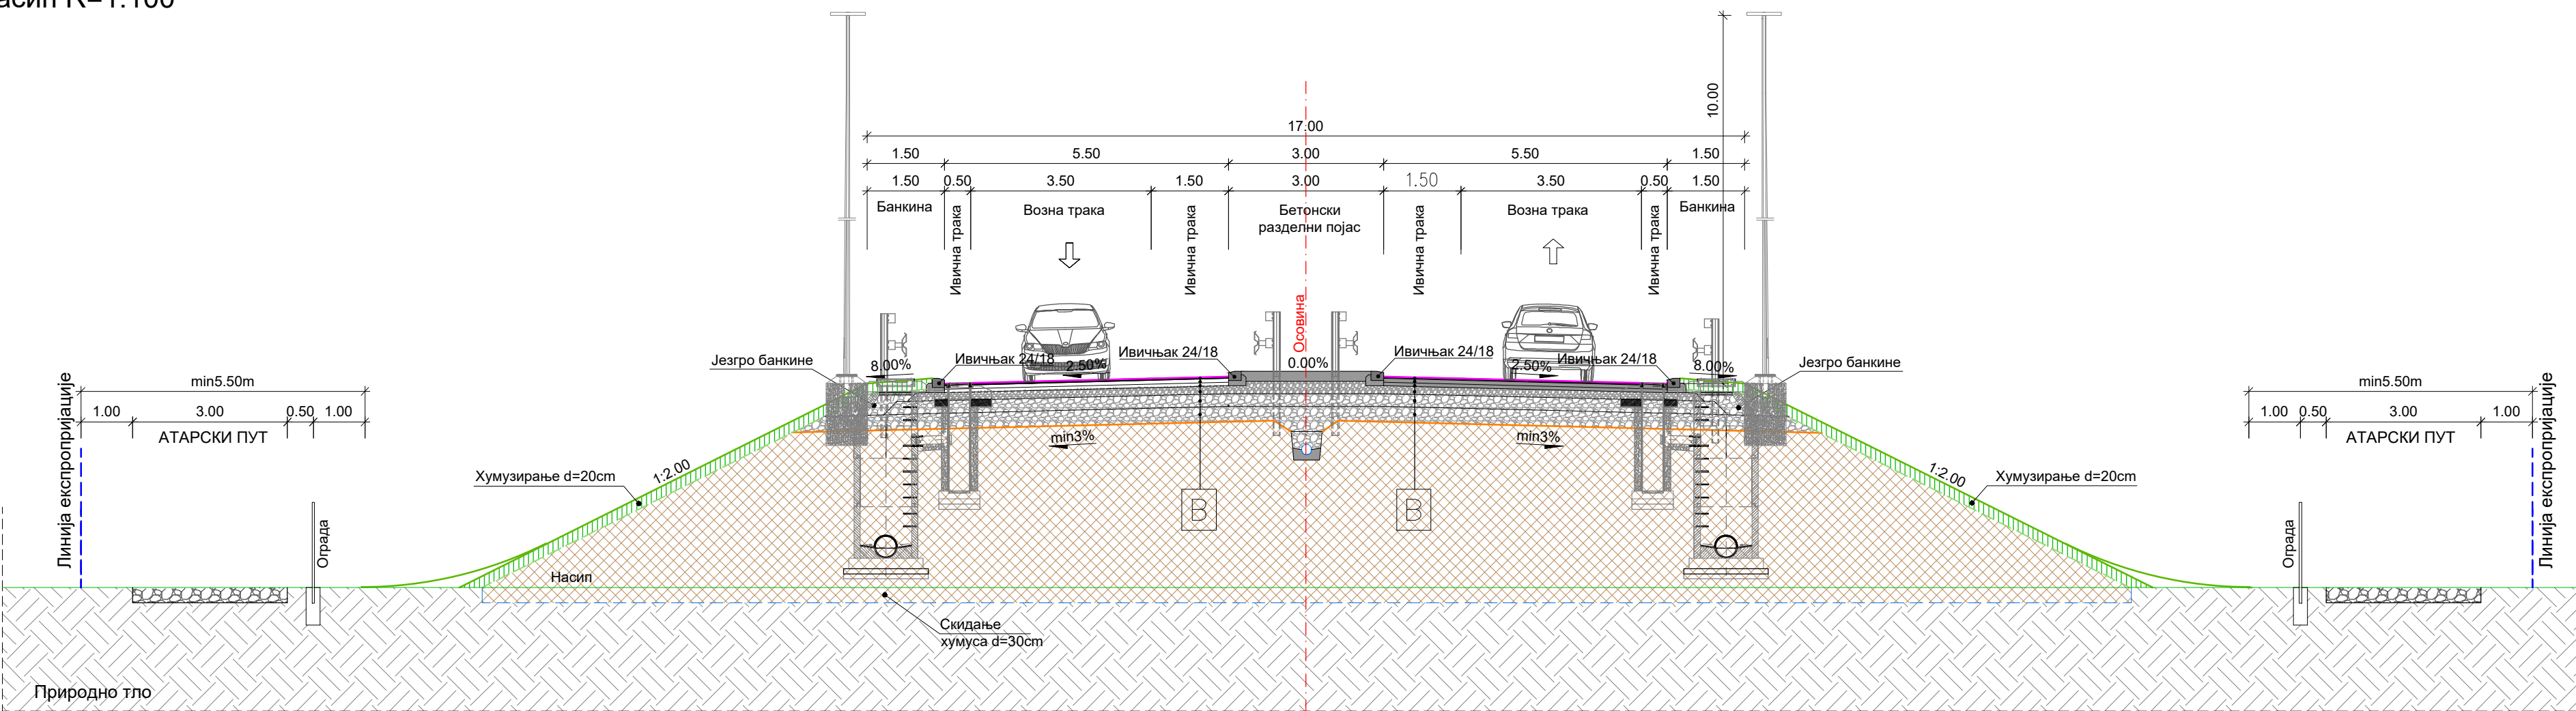 R=1:100
10.00
17.00
1.50 5.50 3.00 5.50 1.50
1.50 0.50 3.50 1.50 3.00 1.50 3.50 0.50 1.50
Банкина
Ивична трака
Возна трака
Ивична трака
Бетонски
разделни појас
Ивична трака
Возна трака
Ивична трака
Банкина
Осовина
Језгро банкине
8.00%
Ивичњак 24/18
2.50%
Ивичњак 24/18
0.00%
Ивичњак 24/18
2.50%
Ивичњак 24/18
8.00%
Језгро банкине
Линија експропријације
min5.50m
1.00 3.00 0.50 1.00
АТАРСКИ ПУТ
min5.50m
1.00 0.50 3.00 1.00
АТАРСКИ ПУТ
Линија експропријације
min3%
min3%
1:2.00
Хумузирање d=20cm
1:2.00
Хумузирање d=20cm
B
B
Ограда
Ограда
Насип
Скидање
хумуса d=30cm
Природно тло